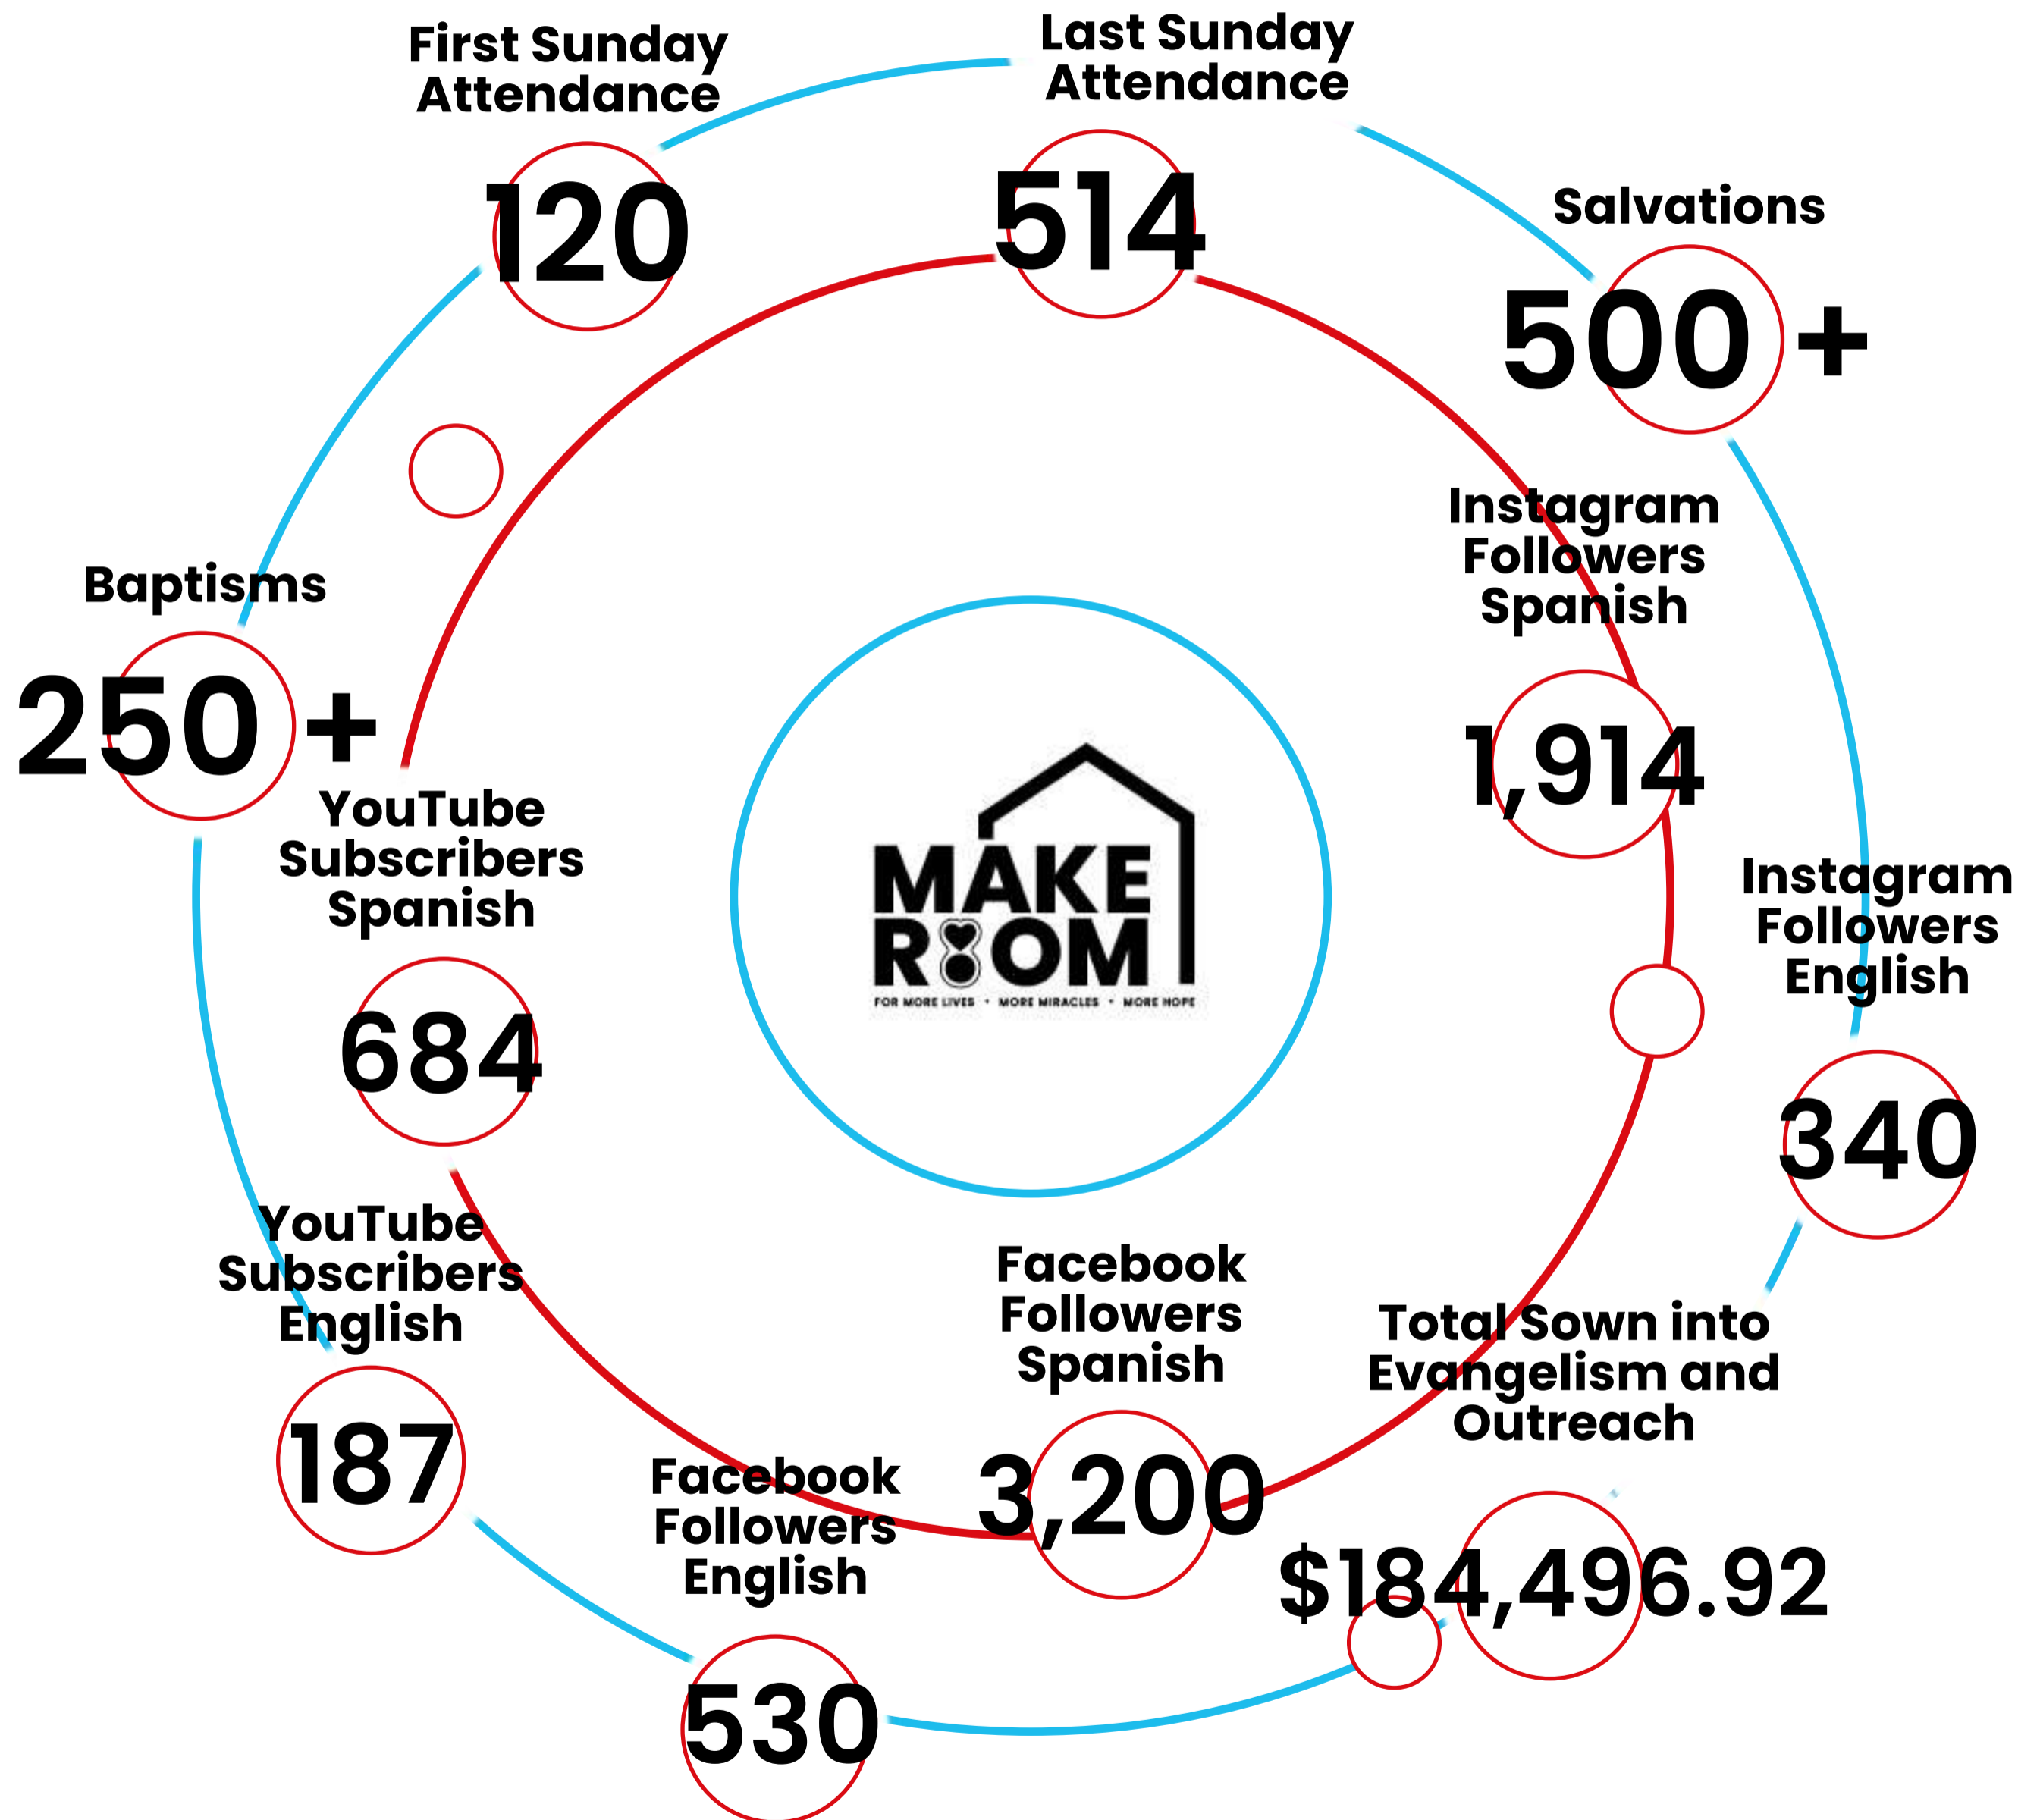 First Sunday
Attendance
120
Last Sunday
Attendance
514
Salvations
500 +
Instagram
Followers
Spanish
1,914
Baptisms
250 +
YouTube
Subscribers
Spanish
684
MAKE
ROOM
FOR MORE LIVES • MORE MIRACLES • MORE HOPE
Instagram
Followers
English
340
YouTube
Subscribers
English
187
Facebook
Followers
Spanish
3,200
Total Sown into
Evangelism and
Outreach
$184,496.92
Facebook
Followers
English
530